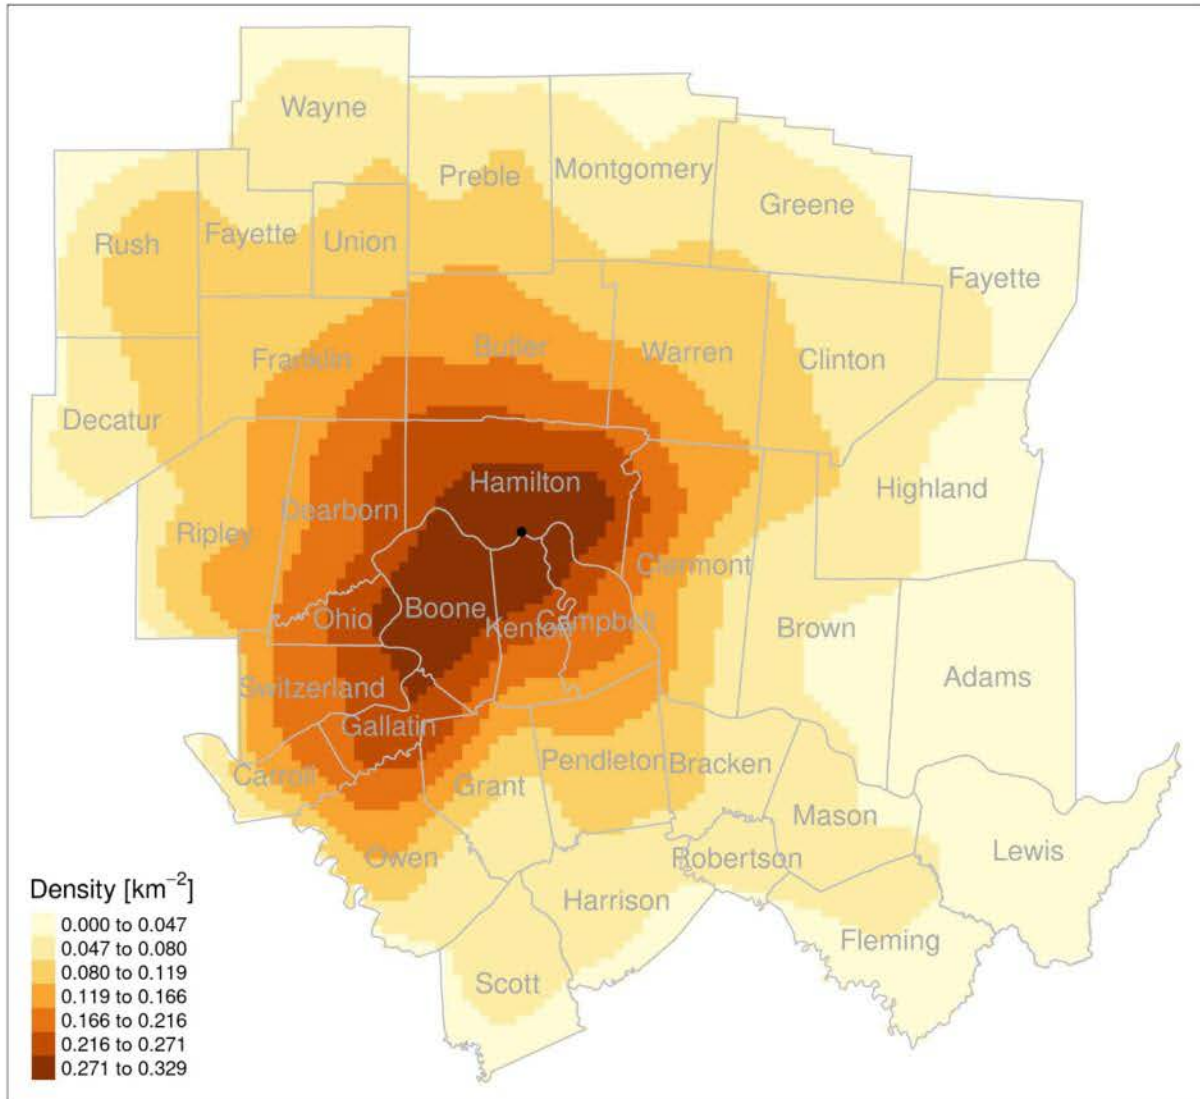 Wayne
Preble
Montgomery
Greene
Rush
Fayette
Union
Fayette
Franklin
Butler
Warren
Clinton
Decatur
Hamilton
Highland
Dearborn
Ripley
Clermont
Ohio
Boone
Kenton
Campbell
Brown
Adams
Switzerland
Gallatin
Carroll
Grant
Pendleton
Bracken
Mason
Owen
Robertson
Lewis
Harrison
Fleming
Scott
Density [km⁻²]
0.000 to 0.047
0.047 to 0.080
0.080 to 0.119
0.119 to 0.166
0.166 to 0.216
0.216 to 0.271
0.271 to 0.329